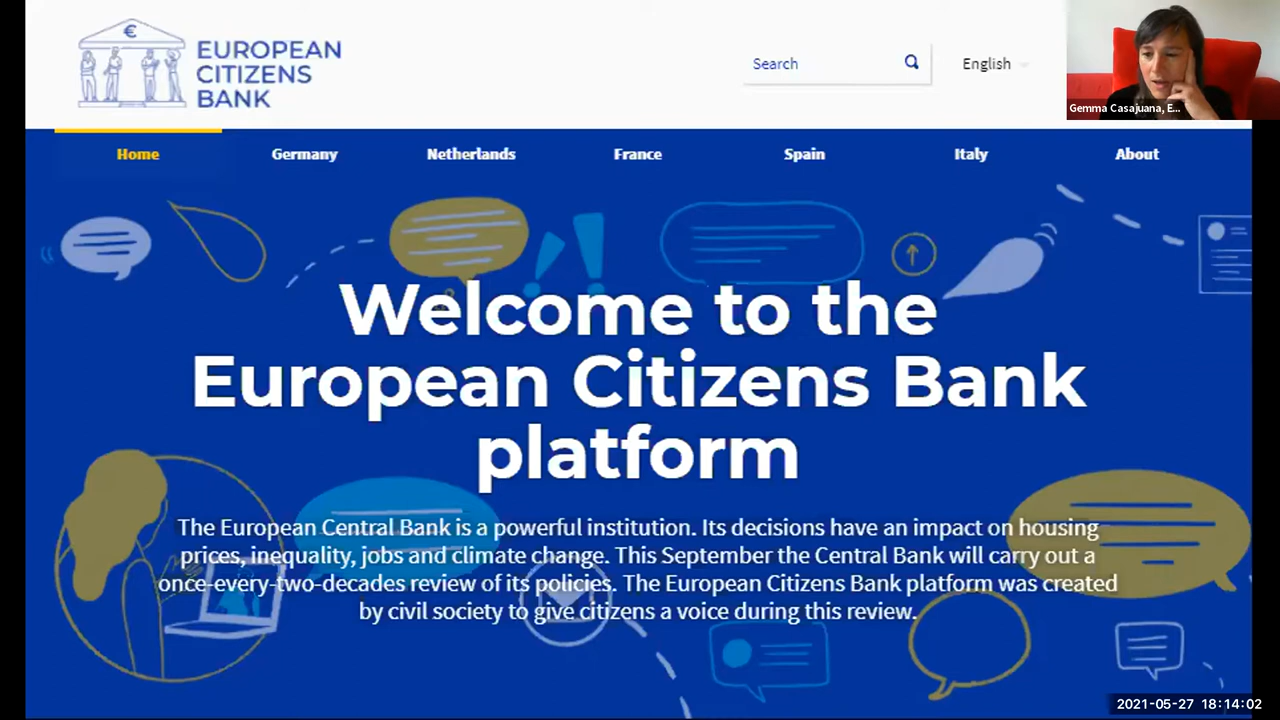 €
EUROPEAN
CITIZENS
BANK
Search
English
Gemma Casajuana, E...
Home
Germany
Netherlands
France
Spain
Italy
About
Welcome to the
European Citizens Bank
platform
The European Central Bank is a powerful institution. Its decisions have an impact on housing
prices, inequality, jobs and climate change. This September the Central Bank will carry out a
once-every-two-decades review of its policies. The European Citizens Bank platform was created
by civil society to give citizens a voice during this review.
2021-05-27 18:14:02